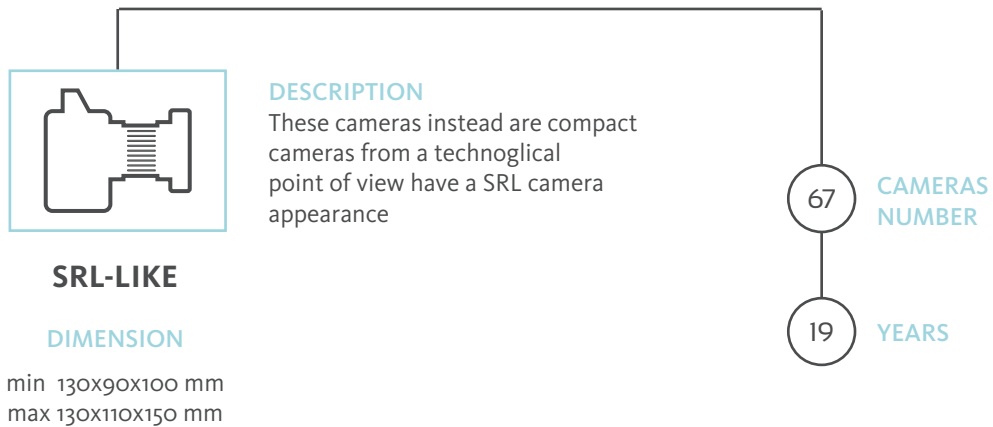 DESCRIPTION
These cameras instead are compact
cameras from a technoglical
point of view have a SRL camera
appearance
SRL-LIKE
DIMENSION
min 130x90x100 mm
max 130x110x150 mm
67
CAMERAS
NUMBER
19
YEARS